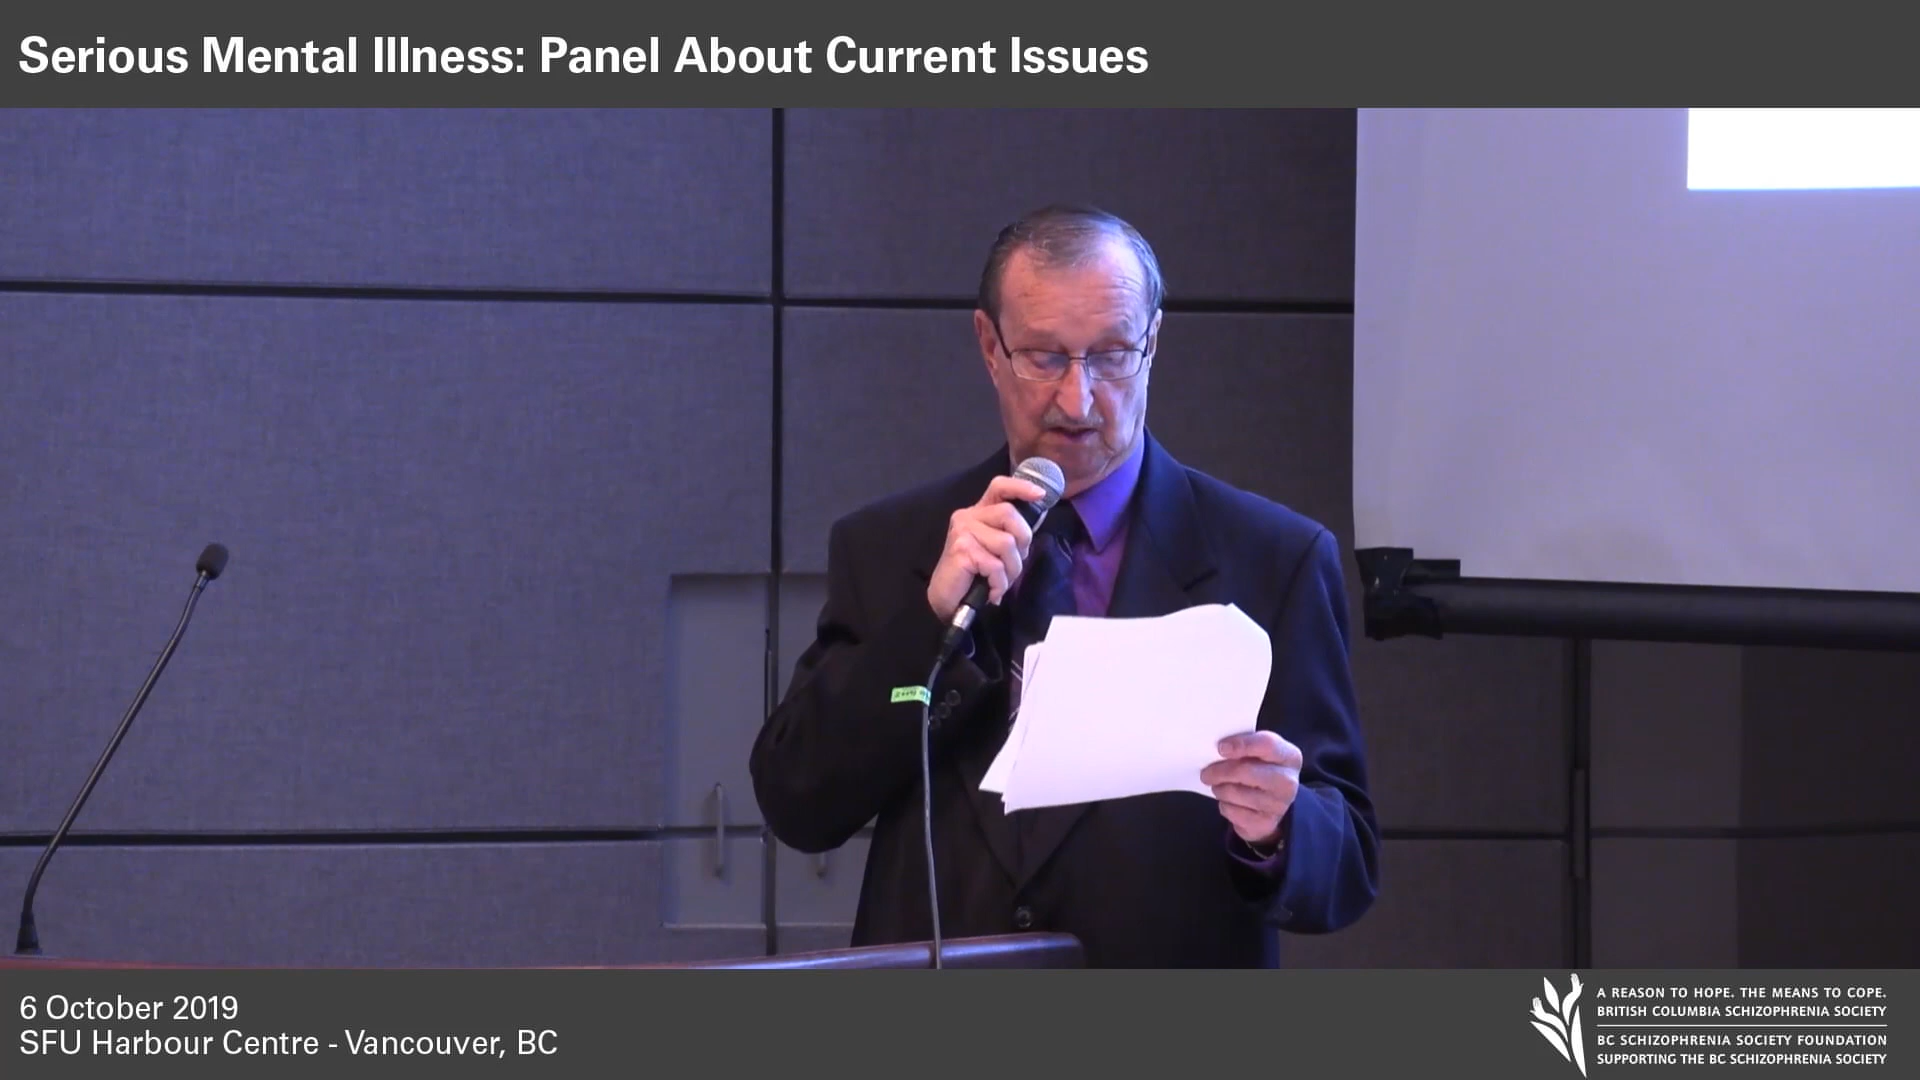 Serious Mental Illness: Panel About Current Issues
6 October 2019
SFU Harbour Centre - Vancouver, BC
A REASON TO HOPE. THE MEANS TO COPE.
BRITISH COLUMBIA SCHIZOPHRENIA SOCIETY
BC SCHIZOPHRENIA SOCIETY FOUNDATION
SUPPORTING THE BC SCHIZOPHRENIA SOCIETY